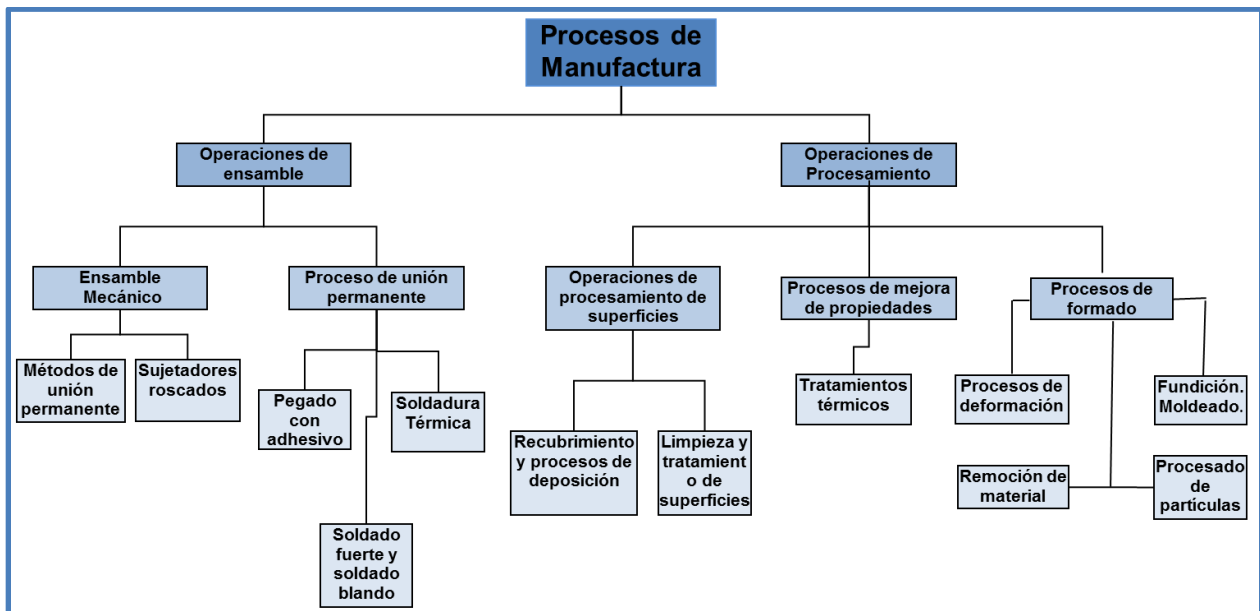 Procesos de
Manufactura
Operaciones de
ensamble
Operaciones de
Procesamiento
Ensamble
Mecánico
Proceso de unión
permanente
Operaciones de
procesamiento de
superficies
Procesos de mejora
de propiedades
Procesos de
formado
Métodos de
unión
permanente
Sujetadores
roscados
Pegado
con
adhesivo
Soldadura
Térmica
Soldado
fuerte y
soldado
blando
Recubrimiento
y procesos de
deposición
Limpieza y
tratamient
o de
superficies
Tratamientos
térmicos
Procesos de
deformación
Fundición.
Moldeado.
Remoción de
material
Procesado
de
partículas